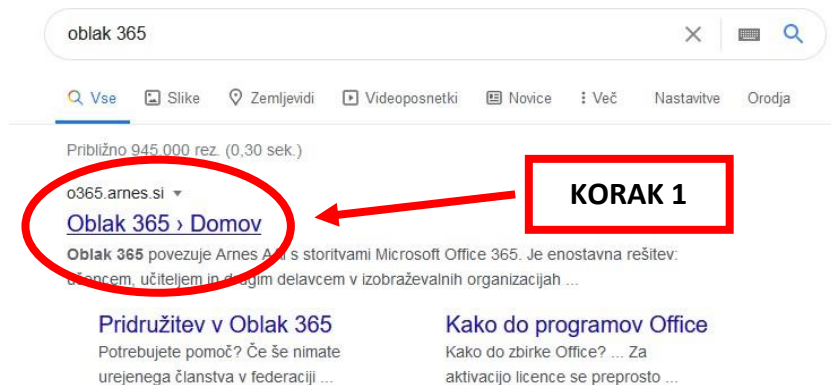 oblak 365
Vse Slike Zemljevidi Videoposnetki Novice Več Nastavitve Orodja
Približno 945.000 rez. (0,30 sek.)
o365.arnes.si
KORAK 1
Oblak 365 › Domov
Oblak 365 povezuje Arnes AAI s storitvami Microsoft Office 365. Je enostavna rešitev:
učencem, učiteljem in drugim delavcem v izobraževalnih organizacijah ...
Pridružitev v Oblak 365
Potrebujete pomoč? Če še nimate
urejenega članstva v federaciji ...
Kako do programov Office
Kako do zbirke Office? ... Za
aktivacijo licence se preprosto ...